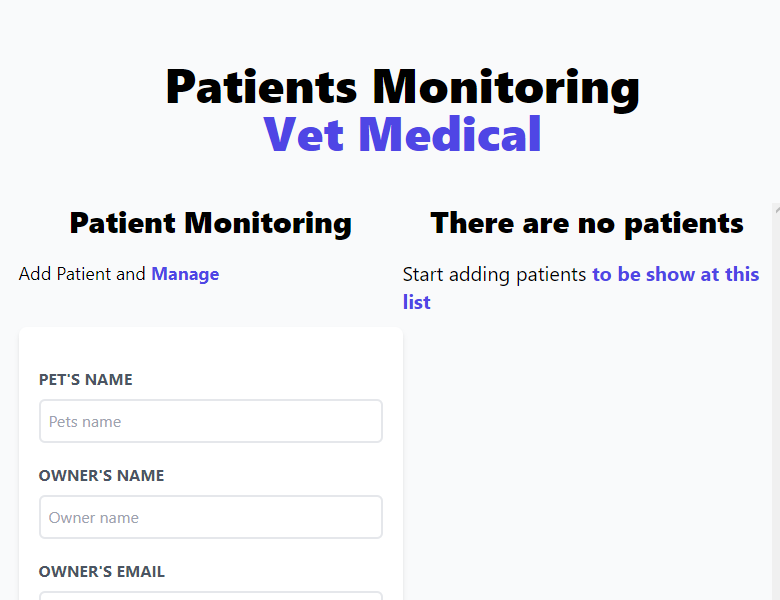 Patients Monitoring
Vet Medical
Patient Monitoring
Add Patient and Manage
PET'S NAME
Pets name
OWNER'S NAME
Owner name
OWNER'S EMAIL
There are no patients
Start adding patients to be show at this
list